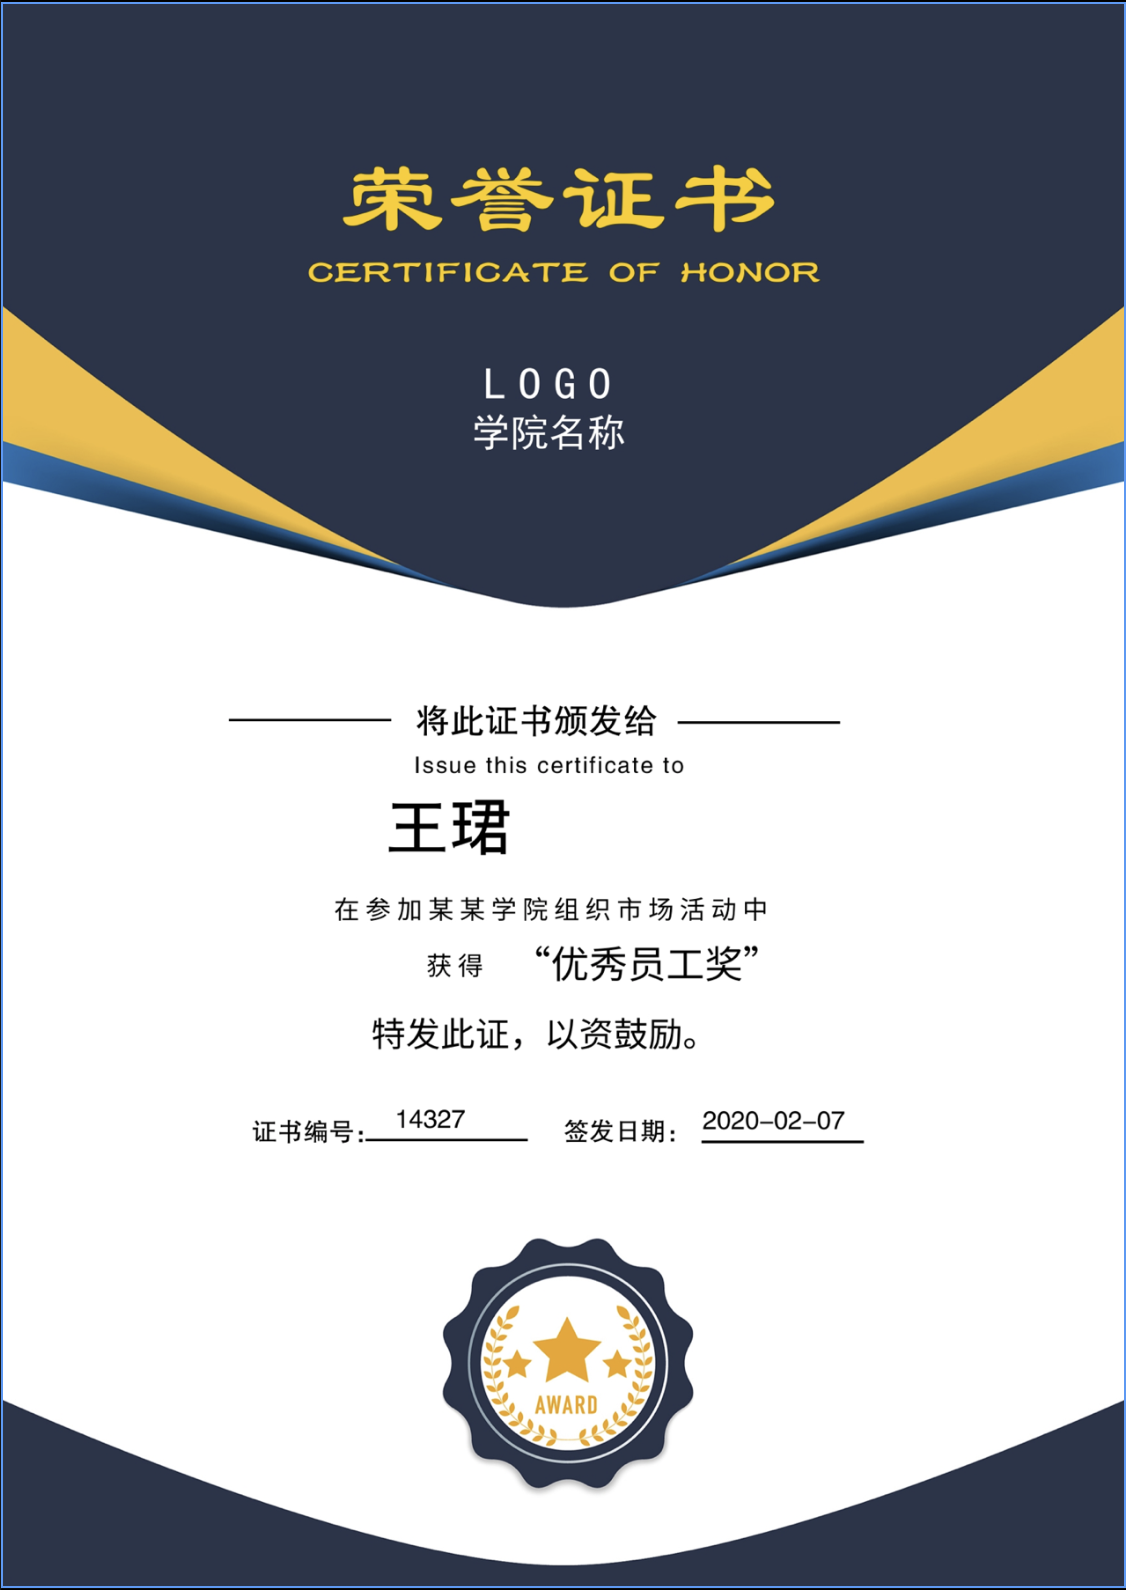 荣誉证书
CERTIFICATE OF HONOR
LOGO
学院名称
将此证书颁发给
Issue this certificate to
王珺
在参加某某学院组织市场活动中
获得 “优秀员工奖”
特发此证，以资鼓励。
证书编号: 14327 签发日期: 2020-02-07
AWARD